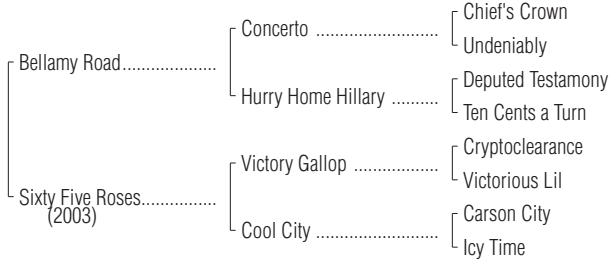 Chief's Crown
Concerto ........................
Undeniably
Bellamy Road....................
Deputed Testamony
Hurry Home Hillary ..........
Ten Cents a Turn
Cryptoclearance
Victory Gallop ..................
Victorious Lil
Sixty Five Roses................
(2003)
Carson City
Cool City ..........................
Icy Time